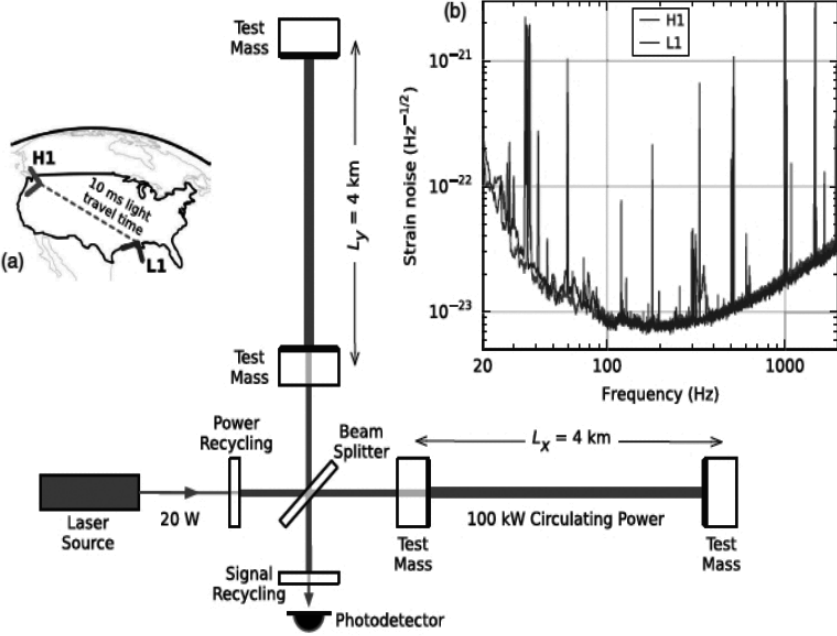 (a)
H1
10 ms light
travel time
L1
Test
Mass
L_y = 4 km
Test
Mass
(b)
H1
L1
Strain noise (Hz^{-1/2})
10^{-21}
10^{-22}
10^{-23}
20
100
1000
Frequency (Hz)
Power
Recycling
Beam
Splitter
L_x = 4 km
Laser
Source
20 W
100 kW Circulating Power
Test
Mass
Test
Mass
Signal
Recycling
Photodetector